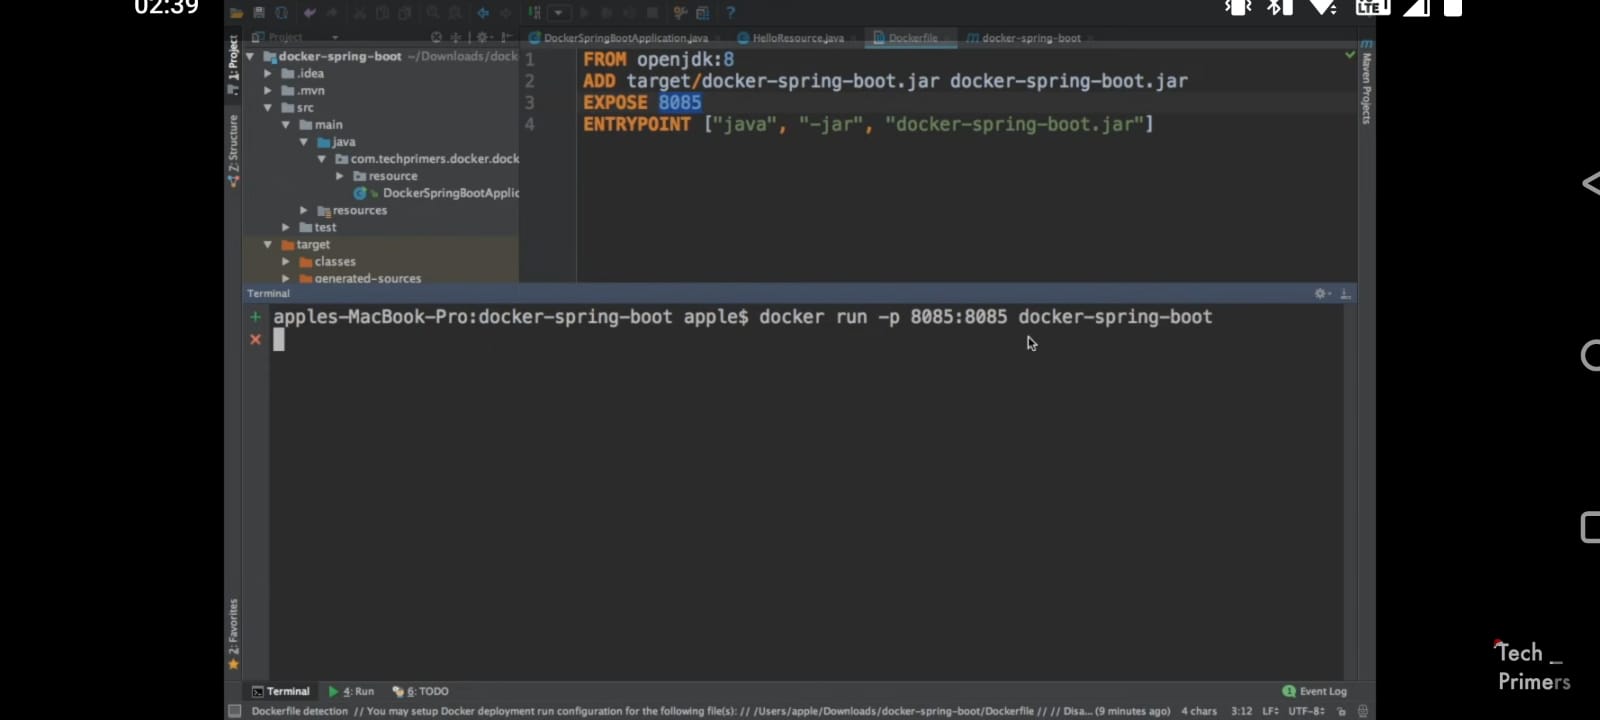 02:39
LTE
Project
DockerSpringBootApplication.java
HelloResource.java
Dockerfile
docker-spring-boot
1: Project
docker-spring-boot ~/Downloads/dock
.idea
.mvn
src
main
java
com.techprimers.docker.dock
resource
DockerSpringBootApplic
resources
test
target
classes
generated-sources
Z: Structure
1 FROM openjdk:8
2 ADD target/docker-spring-boot.jar docker-spring-boot.jar
3 EXPOSE 8085
4 ENTRYPOINT ["java", "-jar", "docker-spring-boot.jar"]
Maven Projects
Terminal
apples-MacBook-Pro:docker-spring-boot apple$ docker run -p 8085:8085 docker-spring-boot
2: Favorites
Tech _
Primers
Terminal
4: Run
6: TODO
1 Event Log
Dockerfile detection // You may setup Docker deployment run configuration for the following file(s): // /Users/apple/Downloads/docker-spring-boot/Dockerfile // // Disa... (9 minutes ago)
4 chars
3:12
LF
UTF-8